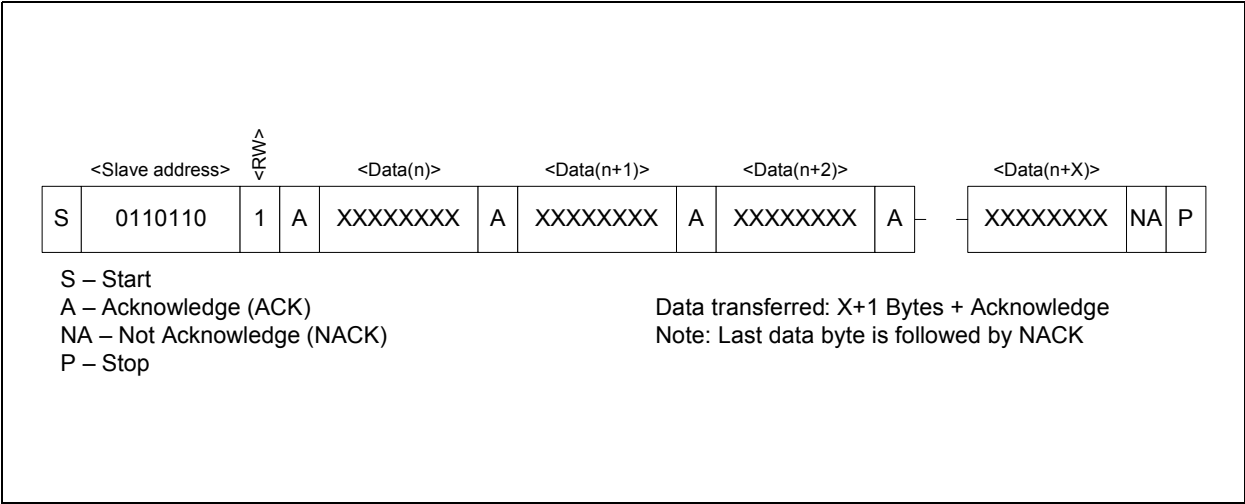 <Slave address> <RW> <Data(n)> <Data(n+1)> <Data(n+2)> <Data(n+X)>
S 0110110 1 A XXXXXXXX A XXXXXXXX A XXXXXXXX A XXXXXXXX NA P
S – Start
A – Acknowledge (ACK)
NA – Not Acknowledge (NACK)
P – Stop
Data transferred: X+1 Bytes + Acknowledge
Note: Last data byte is followed by NACK